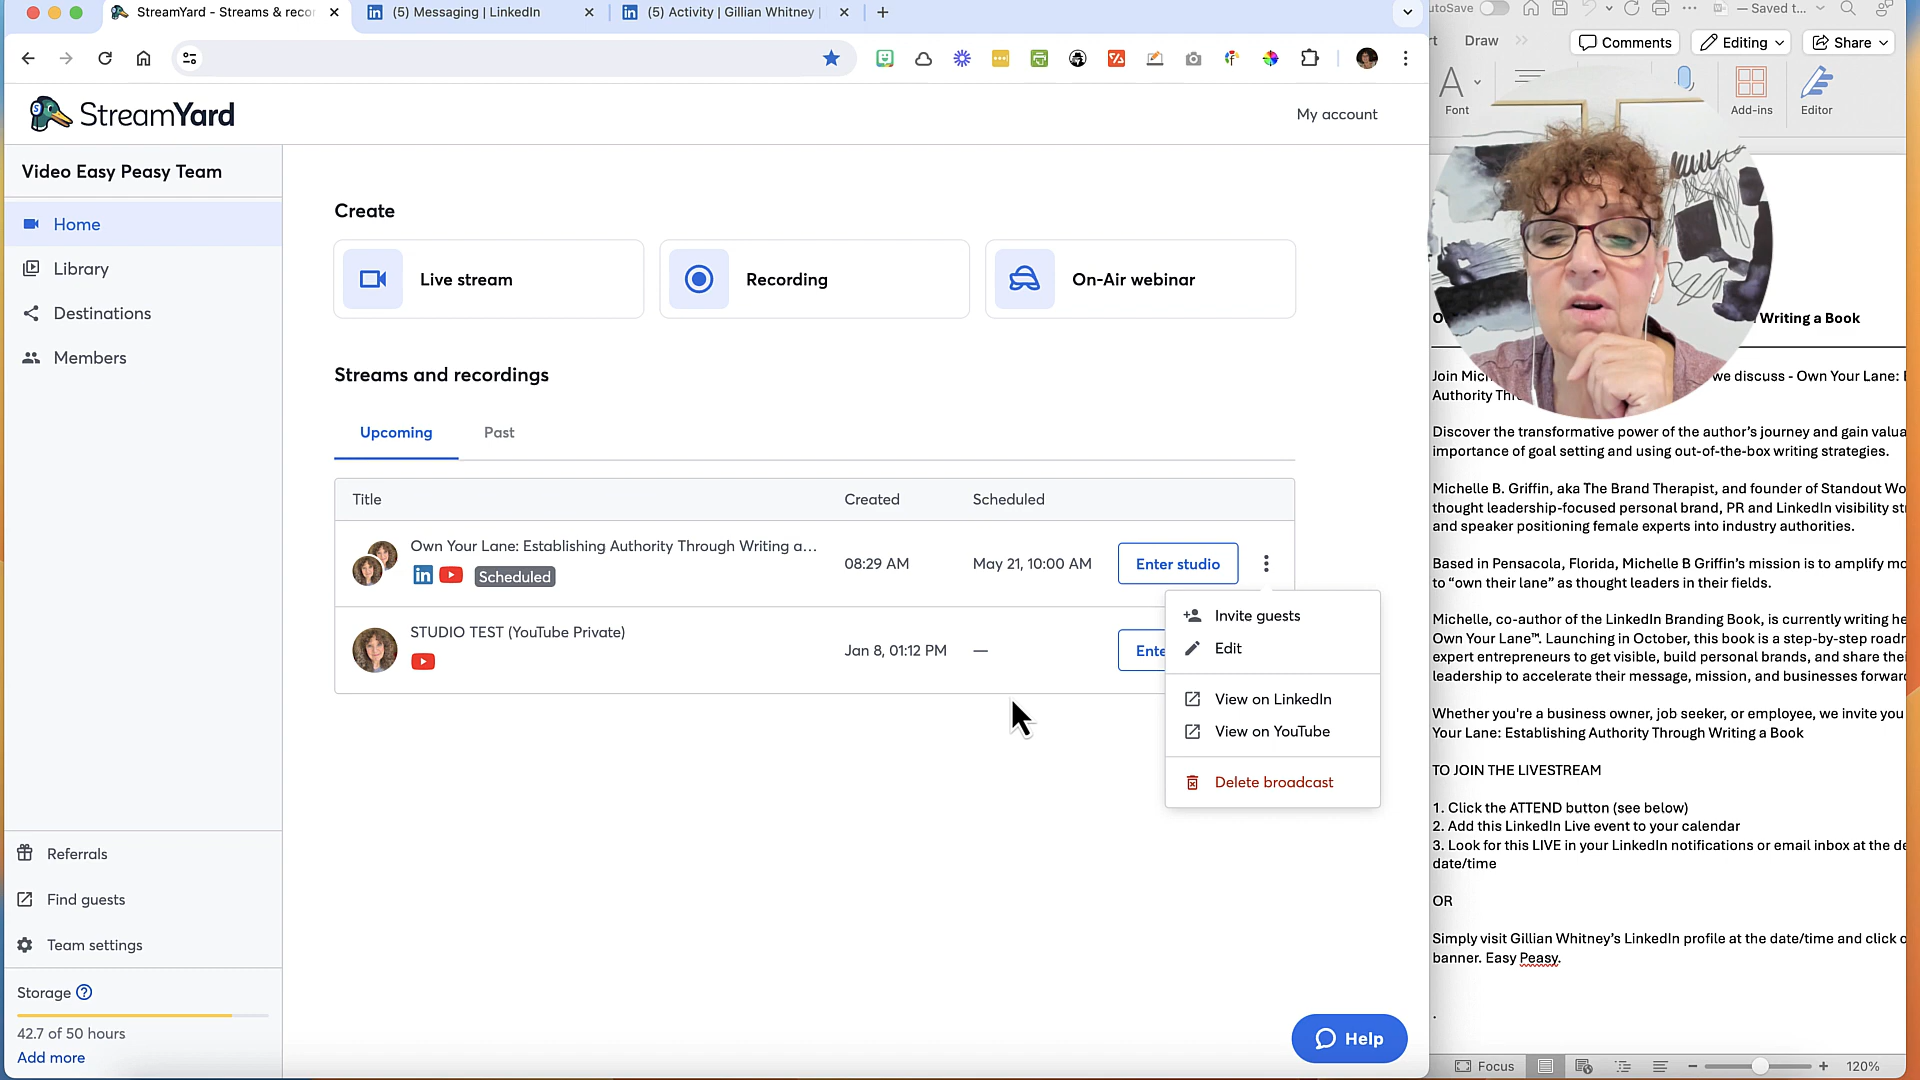 StreamYard - Streams & recor
(5) Messaging | LinkedIn
(5) Activity | Gillian Whitney |
StreamYard
My account
Video Easy Peasy Team
Home
Library
Destinations
Members
Referrals
Find guests
Team settings
Storage
42.7 of 50 hours
Add more
Create
Live stream
Recording
On-Air webinar
Streams and recordings
Upcoming
Past
Title
Created
Scheduled
Own Your Lane: Establishing Authority Through Writing a…
Scheduled
08:29 AM
May 21, 10:00 AM
Enter studio
STUDIO TEST (YouTube Private)
Jan 8, 01:12 PM
—
Ente
Invite guests
Edit
View on LinkedIn
View on YouTube
Delete broadcast
Help
utoSave
— Saved t...
Draw
Comments
Editing
Share
Font
Add-ins
Editor
Writing a Book
Join Mich
we discuss - Own Your Lane:
Authority Thr
Discover the transformative power of the author’s journey and gain valua
importance of goal setting and using out-of-the-box writing strategies.
Michelle B. Griffin, aka The Brand Therapist, and founder of Standout Wo
thought leadership-focused personal brand, PR and LinkedIn visibility st
and speaker positioning female experts into industry authorities.
Based in Pensacola, Florida, Michelle B Griffin’s mission is to amplify mo
to “own their lane” as thought leaders in their fields.
Michelle, co-author of the LinkedIn Branding Book, is currently writing he
Own Your Lane™. Launching in October, this book is a step-by-step roadm
expert entrepreneurs to get visible, build personal brands, and share thei
leadership to accelerate their message, mission, and businesses forward
Whether you're a business owner, job seeker, or employee, we invite you
Your Lane: Establishing Authority Through Writing a Book
TO JOIN THE LIVESTREAM
1. Click the ATTEND button (see below)
2. Add this LinkedIn Live event to your calendar
3. Look for this LIVE in your LinkedIn notifications or email inbox at the de
date/time
OR
Simply visit Gillian Whitney’s LinkedIn profile at the date/time and click o
banner. Easy Peasy.
.
Focus
120%